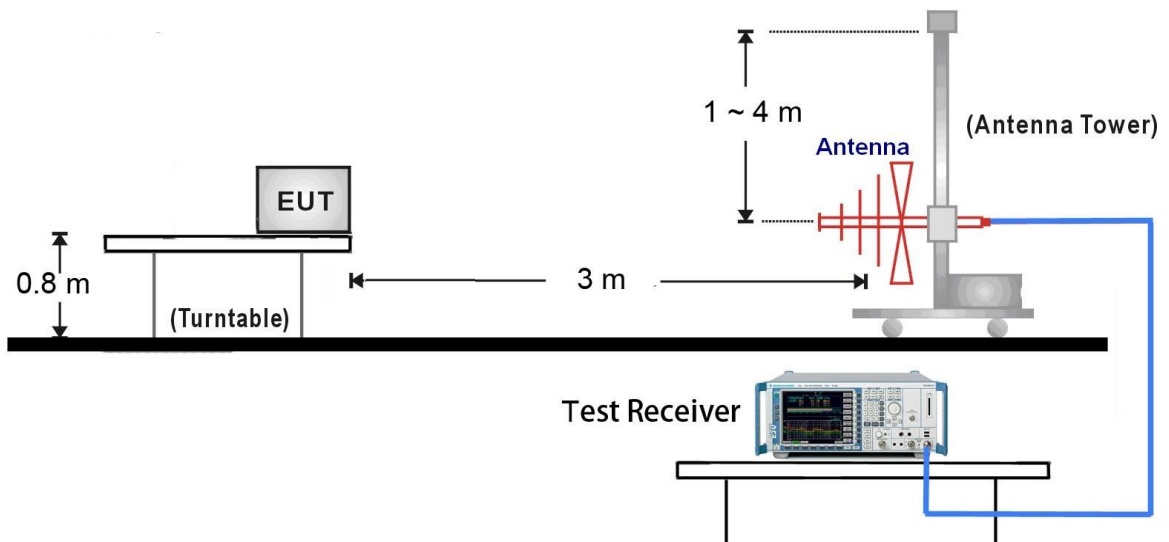 1 ~ 4 m
(Antenna Tower)
Antenna
EUT
0.8 m
3 m
(Turntable)
Test Receiver